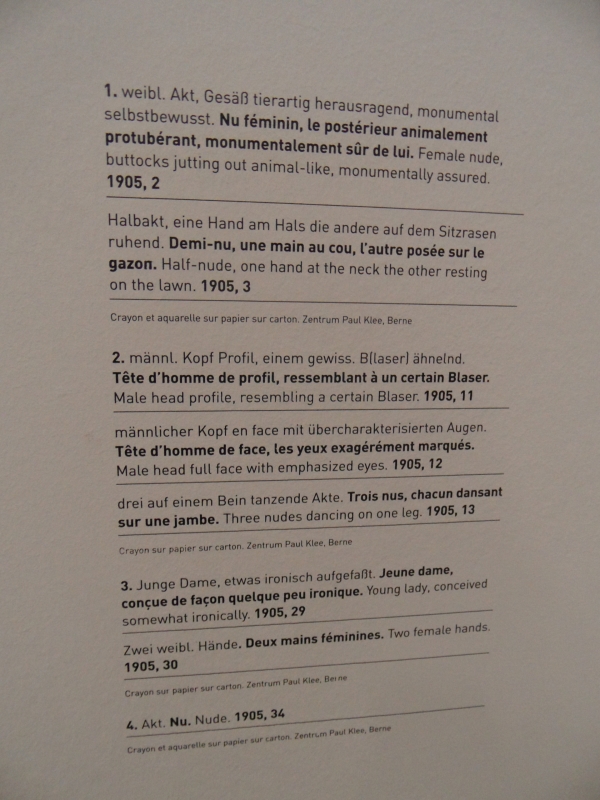 1. weibl. Akt, Gesäß tierartig herausragend, monumental
selbstbewusst. Nu féminin, le postérieur animalement
protubérant, monumentalement sûr de lui. Female nude,
buttocks jutting out animal-like, monumentally assured.
1905, 2
Halbakt, eine Hand am Hals die andere auf dem Sitzrasen
ruhend. Demi-nu, une main au cou, l'autre posée sur le
gazon. Half-nude, one hand at the neck the other resting
on the lawn. 1905, 3
Crayon et aquarelle sur papier sur carton. Zentrum Paul Klee, Berne
2. männl. Kopf Profil, einem gewiss. B(laser) ähnelnd.
Tête d'homme de profil, ressemblant à un certain Blaser.
Male head profile, resembling a certain Blaser. 1905, 11
männlicher Kopf en face mit übercharakterisierten Augen.
Tête d'homme de face, les yeux exagérément marqués.
Male head full face with emphasized eyes. 1905, 12
drei auf einem Bein tanzende Akte. Trois nus, chacun dansant
sur une jambe. Three nudes dancing on one leg. 1905, 13
Crayon sur papier sur carton. Zentrum Paul Klee, Berne
3. Junge Dame, etwas ironisch aufgefaßt. Jeune dame,
conçue de façon quelque peu ironique. Young lady, conceived
somewhat ironically. 1905, 29
Zwei weibl. Hände. Deux mains féminines. Two female hands.
1905, 30
Crayon sur papier sur carton. Zentrum Paul Klee, Berne
4. Akt. Nu. Nude. 1905, 34
Crayon et aquarelle sur papier sur carton. Zentrum Paul Klee, Berne